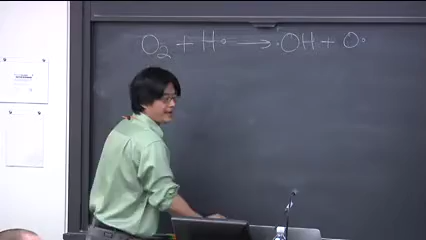 O₂ + H· → ·OH + O·